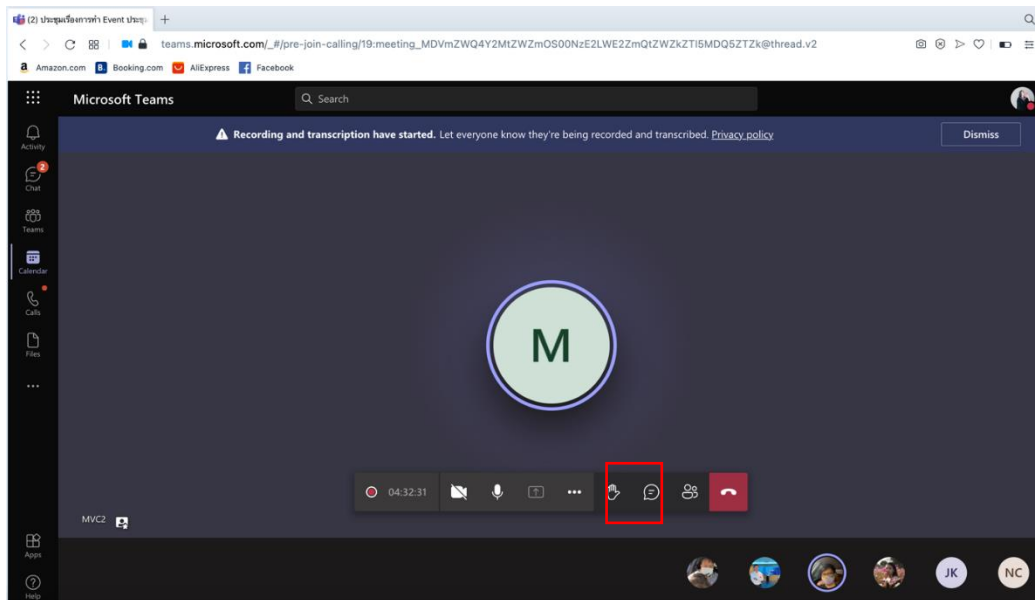 (2) ประชุมเรื่องการทำ Event ประชุ
teams.microsoft.com/_#/pre-join-calling/19:meeting_MDVmZWQ4Y2MtZWZmOS00NzE2LWE2ZmQtZWZkZTI5MDQ5ZTZk@thread.v2
Amazon.com B. Booking.com AliExpress Facebook
Microsoft Teams
Search
Recording and transcription have started. Let everyone know they're being recorded and transcribed. Privacy policy
Dismiss
Activity
2
Chat
Teams
Calendar
Calls
Files
M
04:32:31
MVC2
Apps
Help
JK
NC